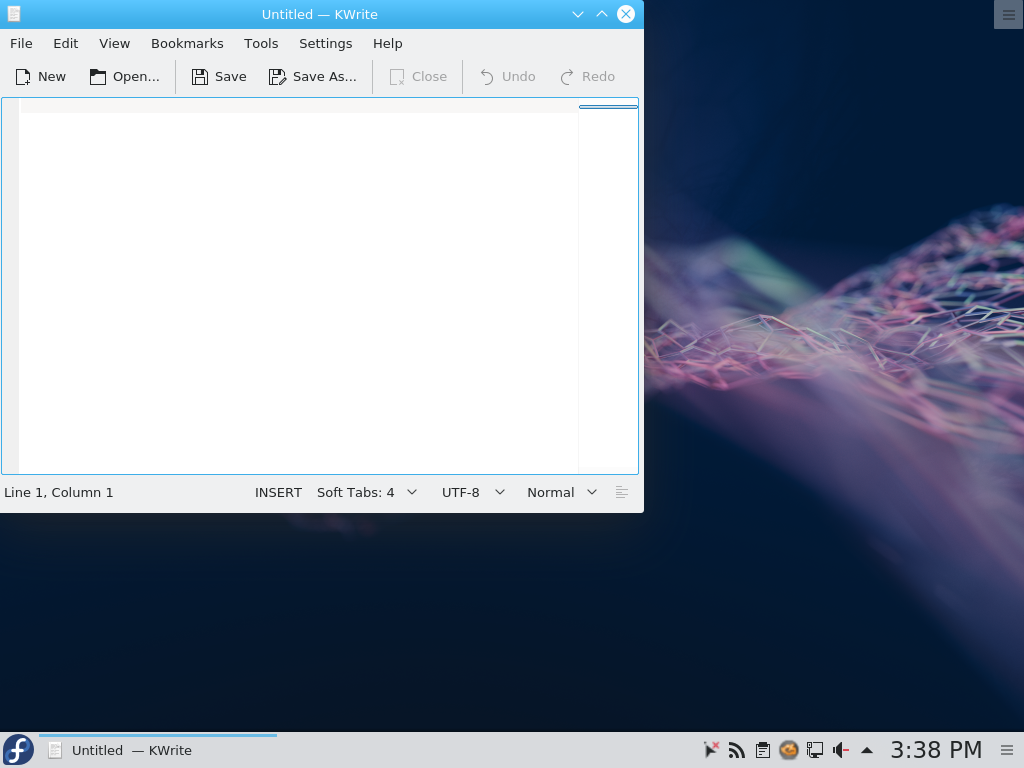 Untitled — KWrite
File Edit View Bookmarks Tools Settings Help
New Open... Save Save As... Close Undo Redo
Line 1, Column 1 INSERT Soft Tabs: 4 UTF-8 Normal
Untitled — KWrite 3:38 PM